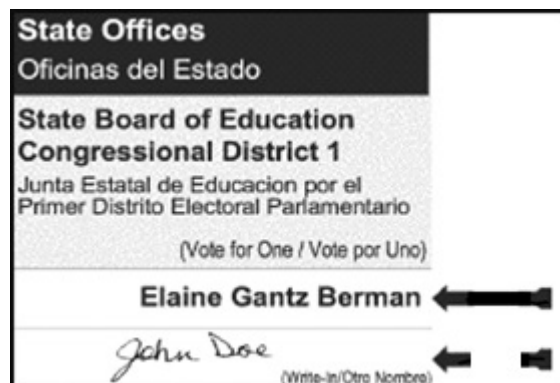 State Offices
Oficinas del Estado
State Board of Education
Congressional District 1
Junta Estatal de Educacion por el
Primer Distrito Electoral Parlamentario
(Vote for One / Vote por Uno)
Elaine Gantz Berman
John Doe
(Write-In/Otro Nombre)